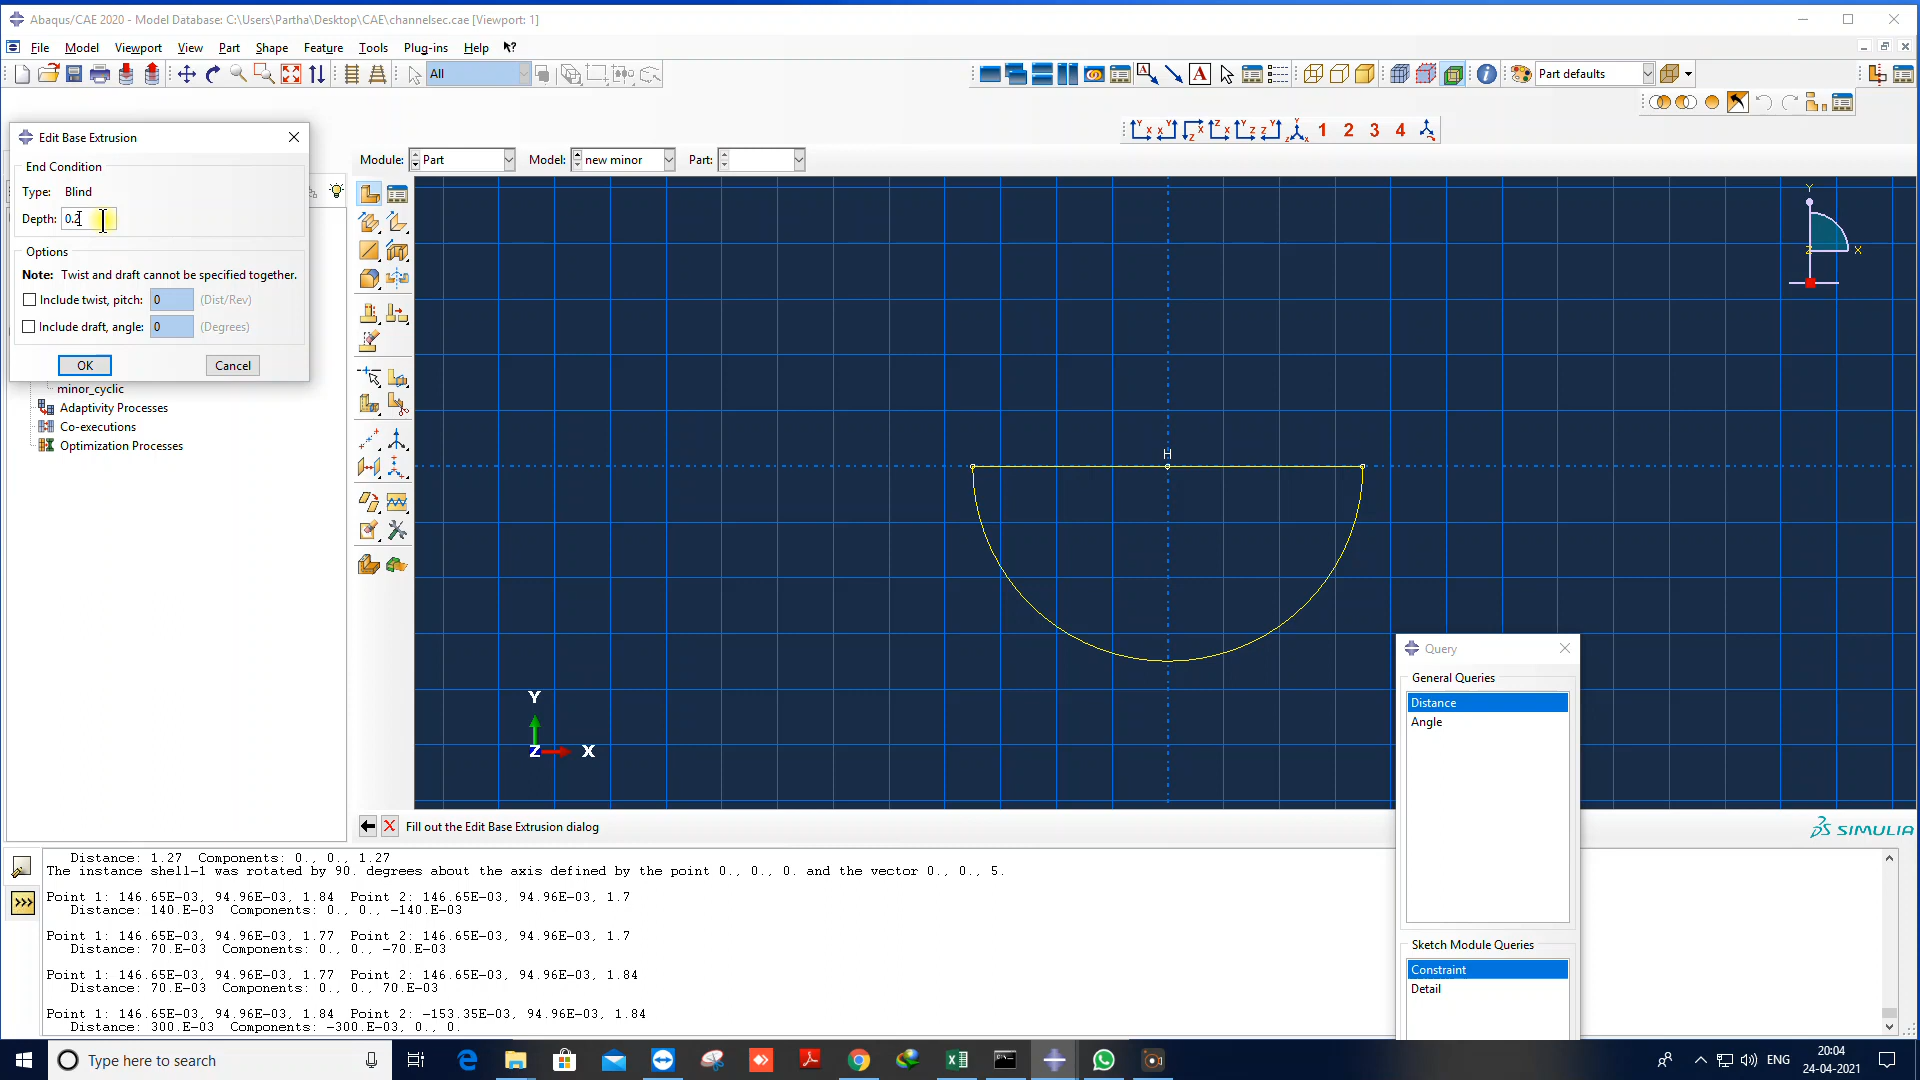 Abaqus/CAE 2020 - Model Database: C:\Users\Partha\Desktop\CAE\channelsec.cae [Viewport: 1]
File Model Viewport View Part Shape Feature Tools Plug-ins Help
All
Part defaults
1 2 3 4
Edit Base Extrusion
End Condition
Type: Blind
Depth: 0.2
Options
Note: Twist and draft cannot be specified together.
Include twist, pitch: 0 (Dist/Rev)
Include draft, angle: 0 (Degrees)
OK Cancel
Module: Part Model: new minor Part:
minor_cyclic
Adaptivity Processes
Co-executions
Optimization Processes
Y
Z X
H
Y
Z X
Query
General Queries
Distance
Angle
Sketch Module Queries
Constraint
Detail
Fill out the Edit Base Extrusion dialog
SIMULIA
Distance: 1.27 Components: 0., 0., 1.27
The instance shell-1 was rotated by 90. degrees about the axis defined by the point 0., 0., 0. and the vector 0., 0., 5.
Point 1: 146.65E-03, 94.96E-03, 1.84 Point 2: 146.65E-03, 94.96E-03, 1.7
Distance: 140.E-03 Components: 0., 0., -140.E-03
Point 1: 146.65E-03, 94.96E-03, 1.77 Point 2: 146.65E-03, 94.96E-03, 1.7
Distance: 70.E-03 Components: 0., 0., -70.E-03
Point 1: 146.65E-03, 94.96E-03, 1.77 Point 2: 146.65E-03, 94.96E-03, 1.84
Distance: 70.E-03 Components: 0., 0., 70.E-03
Point 1: 146.65E-03, 94.96E-03, 1.84 Point 2: -153.35E-03, 94.96E-03, 1.84
Distance: 300.E-03 Components: -300.E-03, 0., 0.
Type here to search
ENG
20:04
24-04-2021